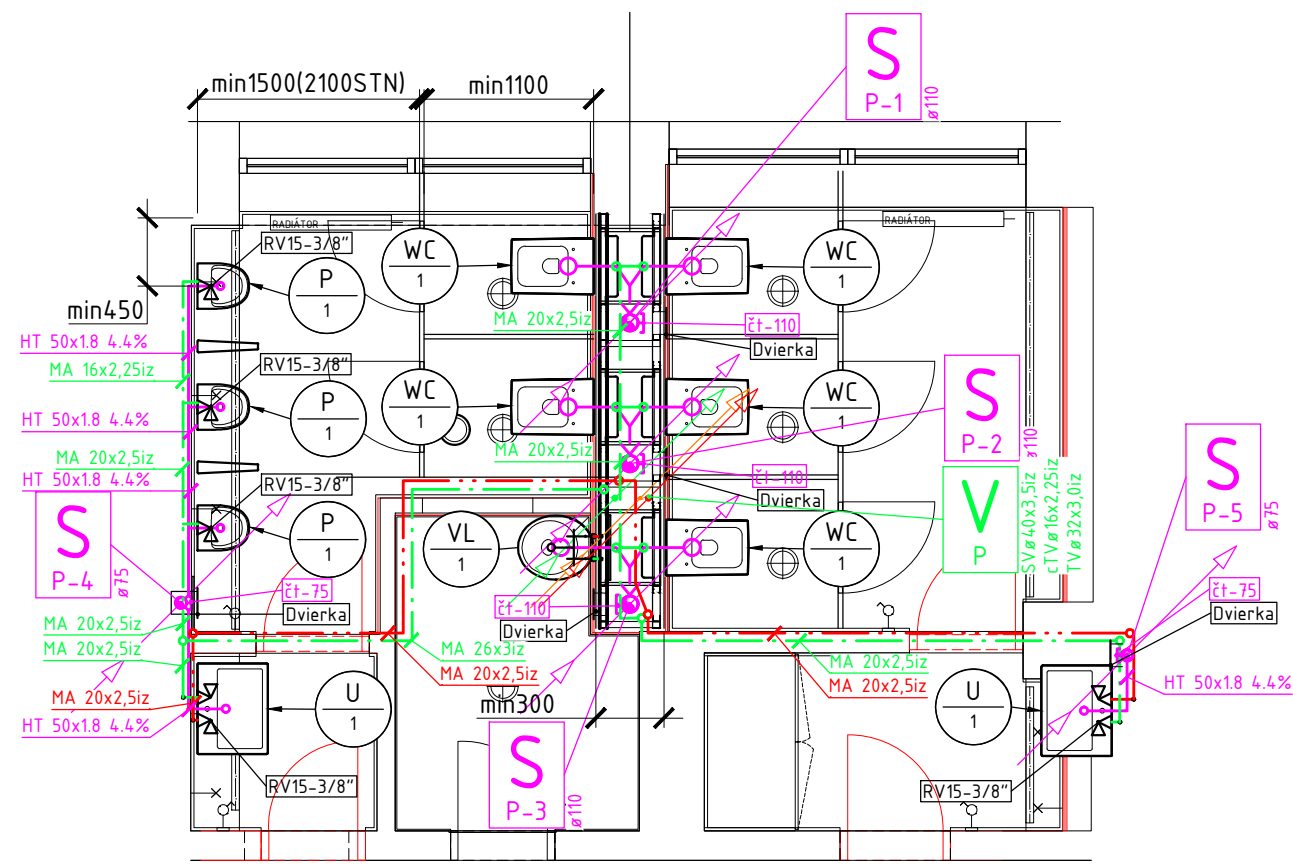 min1500(2100STN)
min1100
S
P-1
ø110
RADIÁTOR
RADIÁTOR
RV15-3/8"
WC
1
WC
1
P
1
min450
MA 20x2,5iz
čt-110
HT 50x1.8 4.4%
Dvierka
MA 16x2,25iz
RV15-3/8"
S
P-2
ø110
P
1
WC
1
WC
1
HT 50x1.8 4.4%
MA 20x2,5iz
MA 20x2,5iz
HT 50x1.8 4.4%
čt-110
Dvierka
RV15-3/8"
V
P
SVø40x3,5iz
cTVø16x2,25iz
TVø32x3,0iz
S
P-5
ø75
S
P-4
ø75
P
1
VL
1
WC
1
čt-75
čt-75
čt-110
Dvierka
Dvierka
Dvierka
MA 20x2,5iz
MA 20x2,5iz
MA 26x3iz
MA 20x2,5iz
MA 20x2,5iz
MA 20x2,5iz
MA 20x2,5iz
HT 50x1.8 4.4%
HT 50x1.8 4.4%
U
1
U
1
min300
S
P-3
ø110
RV15-3/8"
RV15-3/8"